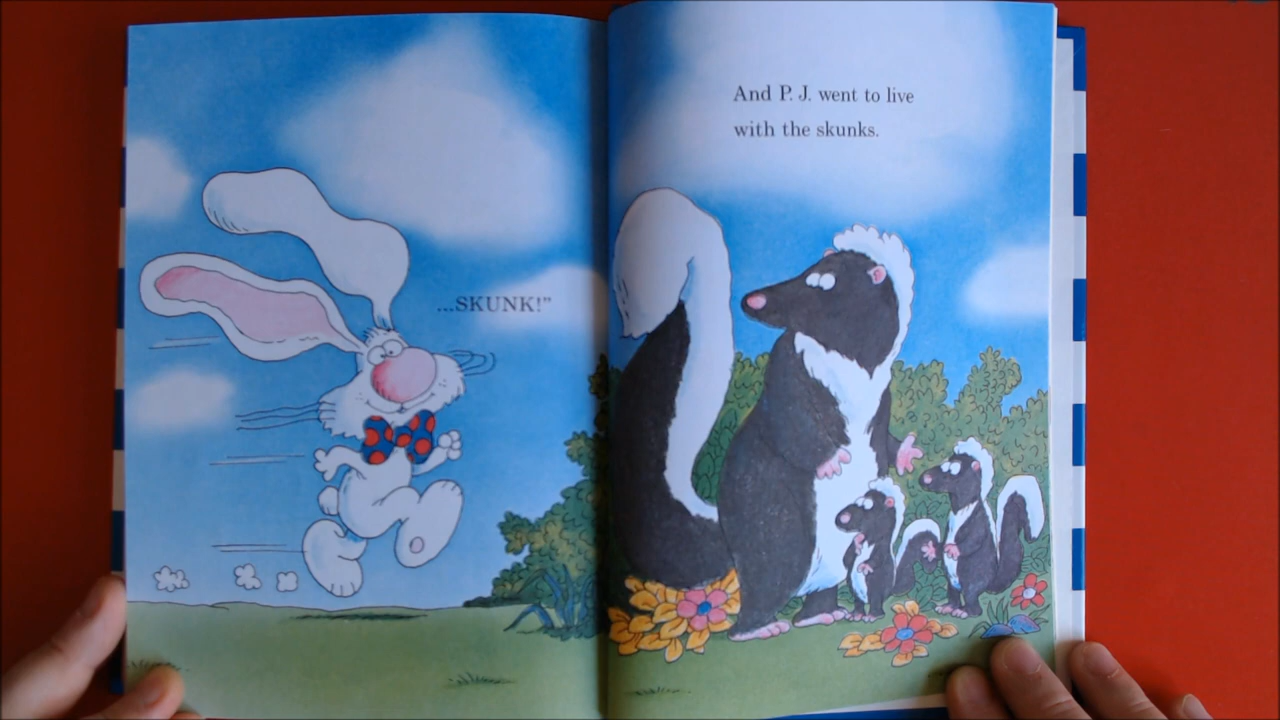 ...SKUNK!”
And P. J. went to live
with the skunks.